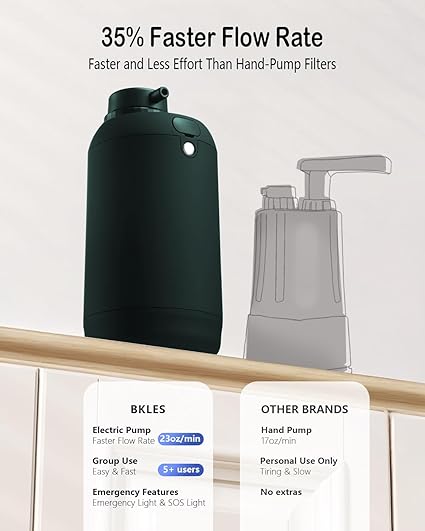 35% Faster Flow Rate
Faster and Less Effort Than Hand-Pump Filters
BKLES
Electric Pump
Faster Flow Rate 23oz/min
Group Use
Easy & Fast 5+ users
Emergency Features
Emergency Light & SOS Light
OTHER BRANDS
Hand Pump
17oz/min
Personal Use Only
Tiring & Slow
No extras